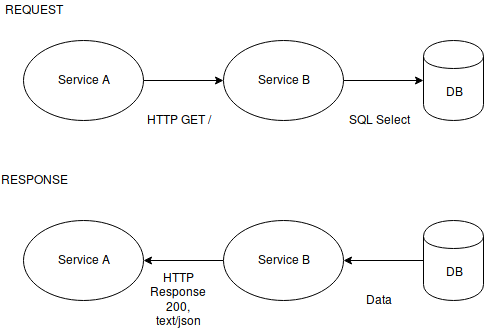 REQUEST
Service A
Service B
DB
HTTP GET /
SQL Select
RESPONSE
Service A
Service B
DB
HTTP
Response
200,
text/json
Data